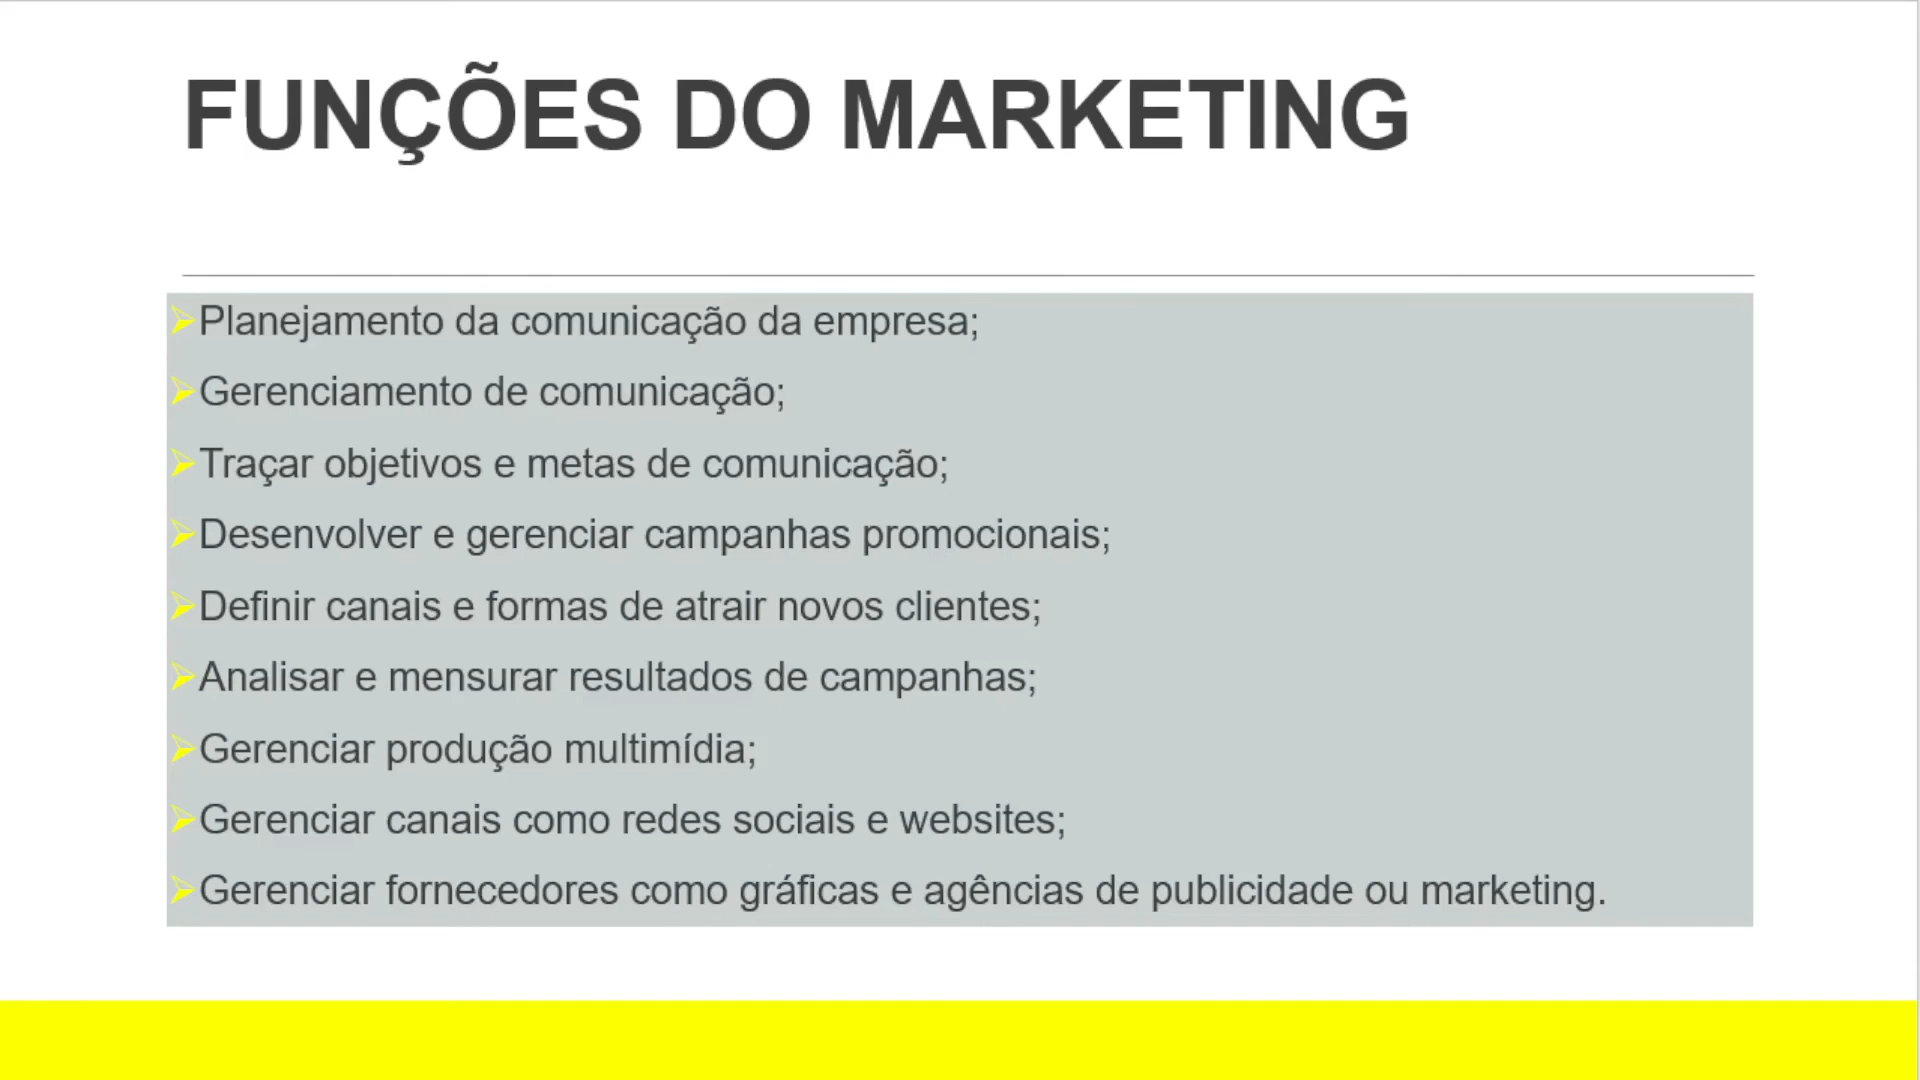 FUNÇÕES DO MARKETING
Planejamento da comunicação da empresa;
Gerenciamento de comunicação;
Traçar objetivos e metas de comunicação;
Desenvolver e gerenciar campanhas promocionais;
Definir canais e formas de atrair novos clientes;
Analisar e mensurar resultados de campanhas;
Gerenciar produção multimídia;
Gerenciar canais como redes sociais e websites;
Gerenciar fornecedores como gráficas e agências de publicidade ou marketing.